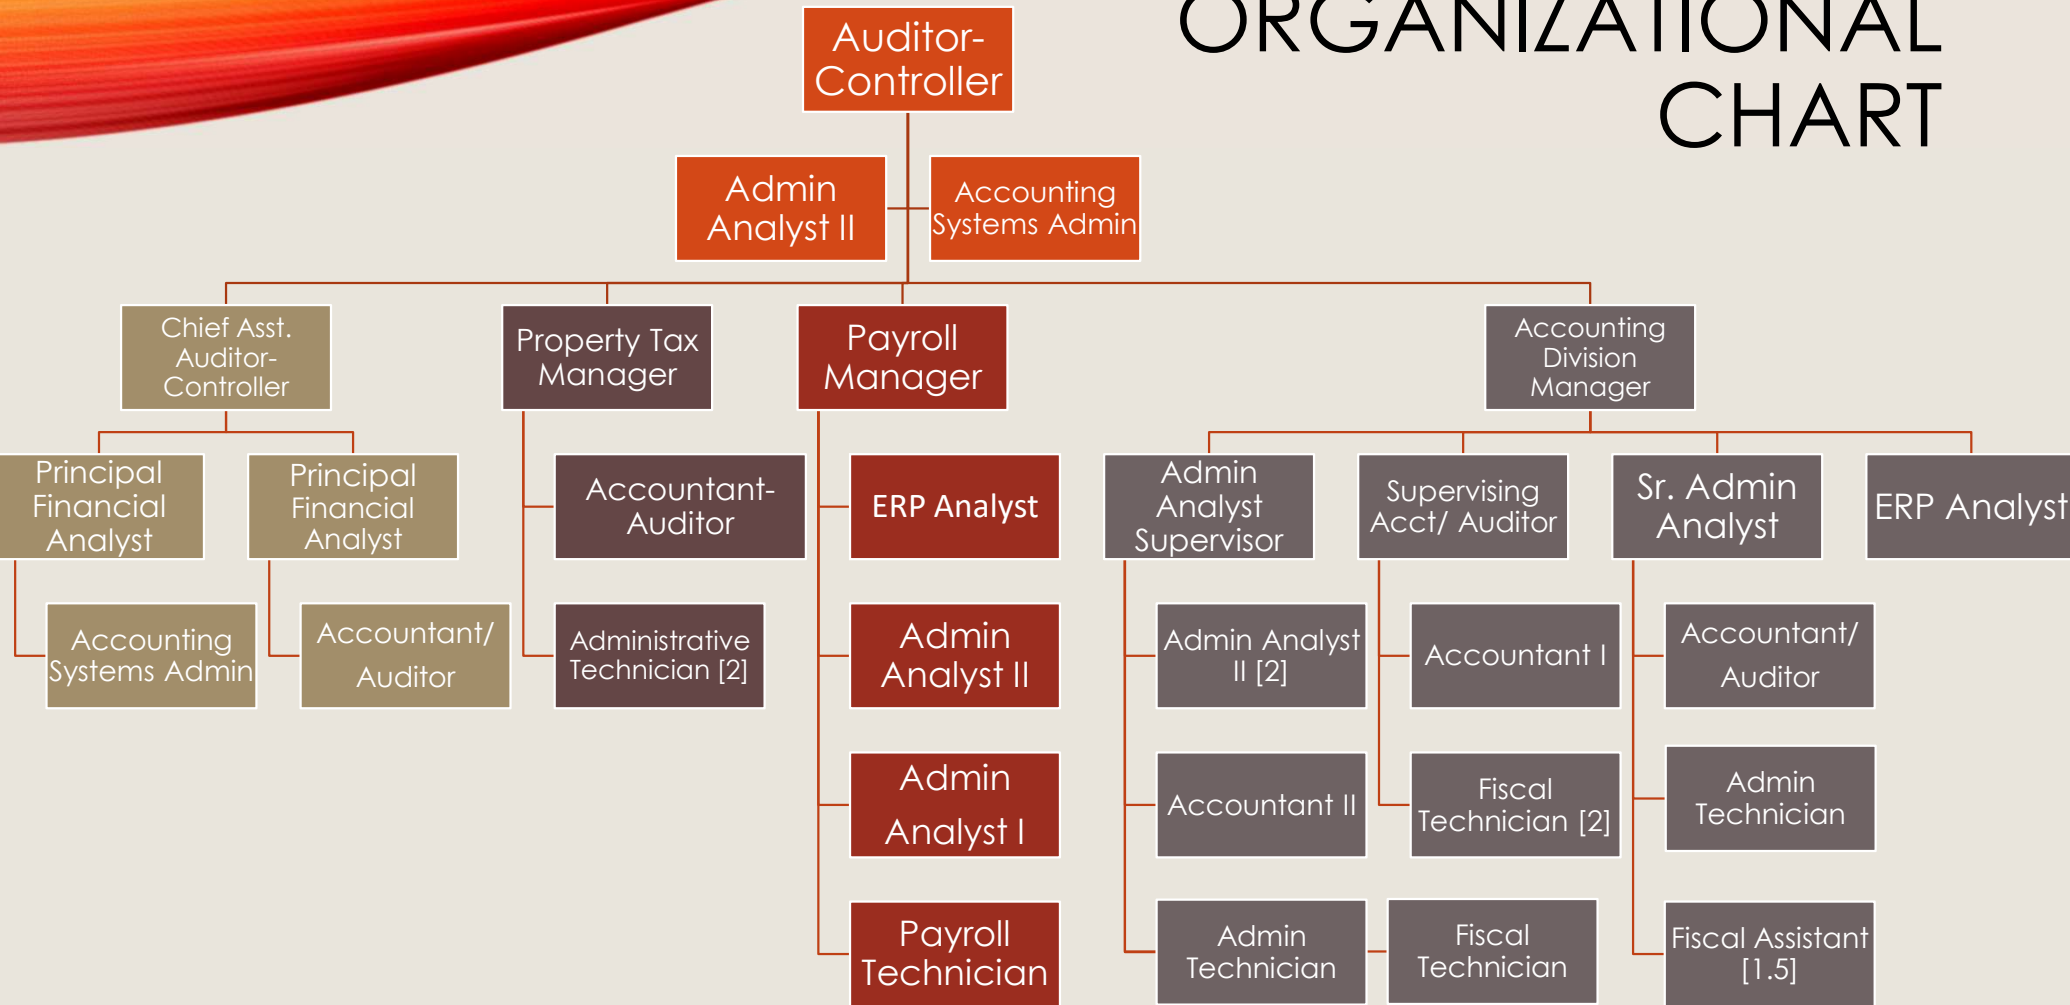 ORGANIZATIONAL
CHART
Auditor-
Controller
Admin
Analyst II
Accounting
Systems Admin
Chief Asst.
Auditor-
Controller
Property Tax
Manager
Payroll
Manager
Accounting
Division
Manager
Principal
Financial
Analyst
Principal
Financial
Analyst
Accountant-
Auditor
ERP Analyst
Admin
Analyst
Supervisor
Supervising
Acct/ Auditor
Sr. Admin
Analyst
ERP Analyst
Accounting
Systems Admin
Accountant/
Auditor
Administrative
Technician [2]
Admin
Analyst II
Admin Analyst
II [2]
Accountant I
Accountant/
Auditor
Admin
Analyst I
Accountant II
Fiscal
Technician [2]
Admin
Technician
Payroll
Technician
Admin
Technician
Fiscal
Technician
Fiscal Assistant
[1.5]